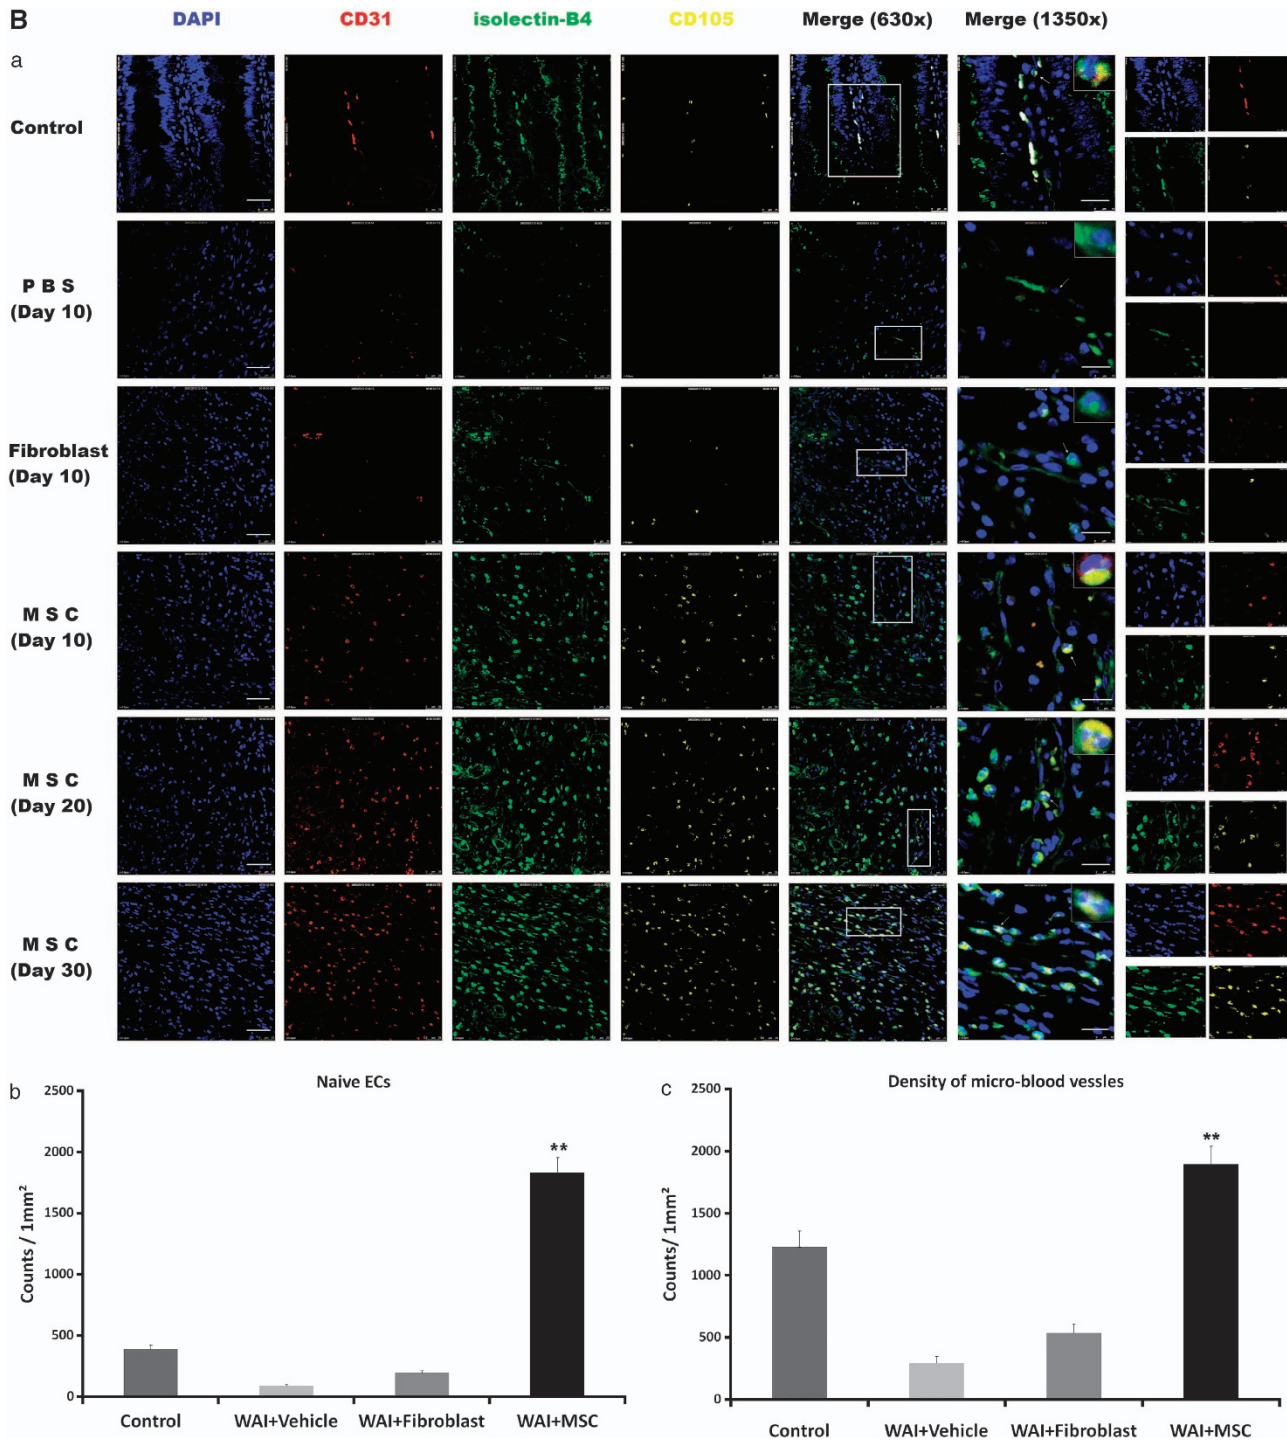 B DAPI CD31 isolectin-B4 CD105 Merge (630x) Merge (1350x)
a
Control
P B S
(Day 10)
Fibroblast
(Day 10)
M S C
(Day 10)
M S C
(Day 20)
M S C
(Day 30)
b
Naive ECs
Counts / 1mm²
2500
2000
1500
1000
500
0
**
Control WAI+Vehicle WAI+Fibroblast WAI+MSC
c
Density of micro-blood vessles
Counts/ 1mm²
2500
2000
1500
1000
500
0
**
Control WAI+Vehicle WAI+Fibroblast WAI+MSC